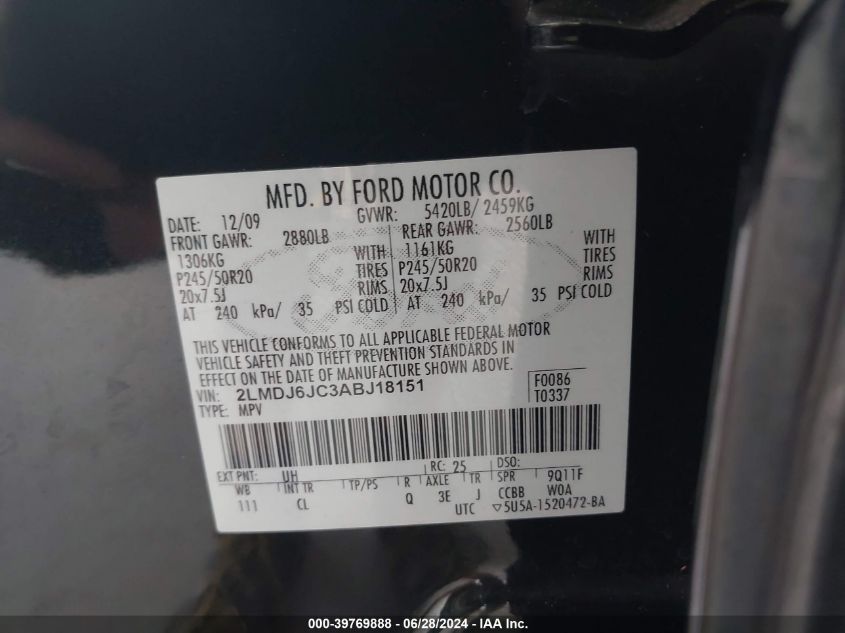 MFD. BY FORD MOTOR CO.
DATE: 12/09 GVWR: 5420LB/ 2459KG
FRONT GAWR: 2880LB REAR GAWR: 2560LB
1306KG WITH 1161KG WITH
P245/50R20 TIRES P245/50R20 TIRES
20x7.5J RIMS 20x7.5J RIMS
AT 240 kPa/ 35 PSI COLD AT 240 kPa/ 35 PSI COLD
THIS VEHICLE CONFORMS TO ALL APPLICABLE FEDERAL MOTOR
VEHICLE SAFETY AND THEFT PREVENTION STANDARDS IN
EFFECT ON THE DATE OF MANUFACTURE SHOWN ABOVE.
VIN: 2LMDJ6JC3ABJ18151 F0086
TYPE: MPV T0337
EXT PNT: UH RC: 25 DSO:
WB INT TR TP/PS R AXLE TR SPR 9Q11F
111 CL Q 3E J CCBB WOA
UTC ▽5U5A-1520472-BA
000-39769888 - 06/28/2024 - IAAI.com